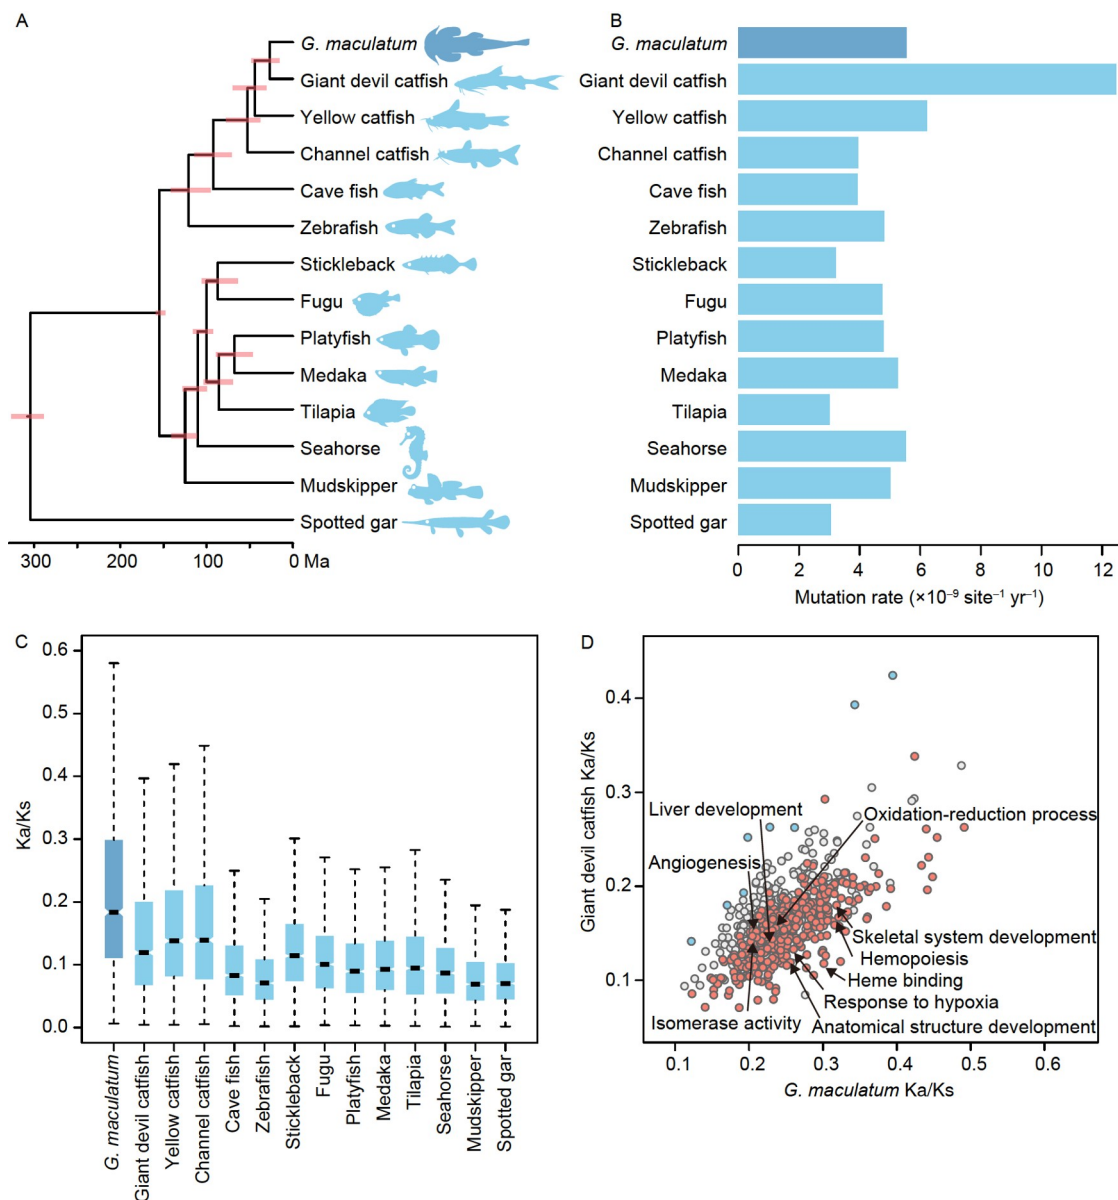 A
G. maculatum
Giant devil catfish
Yellow catfish
Channel catfish
Cave fish
Zebrafish
Stickleback
Fugu
Platyfish
Medaka
Tilapia
Seahorse
Mudskipper
Spotted gar
300 200 100 0 Ma
B
G. maculatum
Giant devil catfish
Yellow catfish
Channel catfish
Cave fish
Zebrafish
Stickleback
Fugu
Platyfish
Medaka
Tilapia
Seahorse
Mudskipper
Spotted gar
0 2 4 6 8 10 12
Mutation rate (×10⁻⁹ site⁻¹ yr⁻¹)
C
Ka/Ks
0.6
0.5
0.4
0.3
0.2
0.1
0.0
G. maculatum
Giant devil catfish
Yellow catfish
Channel catfish
Cave fish
Zebrafish
Stickleback
Fugu
Platyfish
Medaka
Tilapia
Seahorse
Mudskipper
Spotted gar
D
Giant devil catfish Ka/Ks
0.4
0.3
0.2
0.1
Liver development
Oxidation-reduction process
Angiogenesis
Skeletal system development
Hemopoiesis
Heme binding
Response to hypoxia
Isomerase activity
Anatomical structure development
0.1 0.2 0.3 0.4 0.5 0.6
G. maculatum Ka/Ks